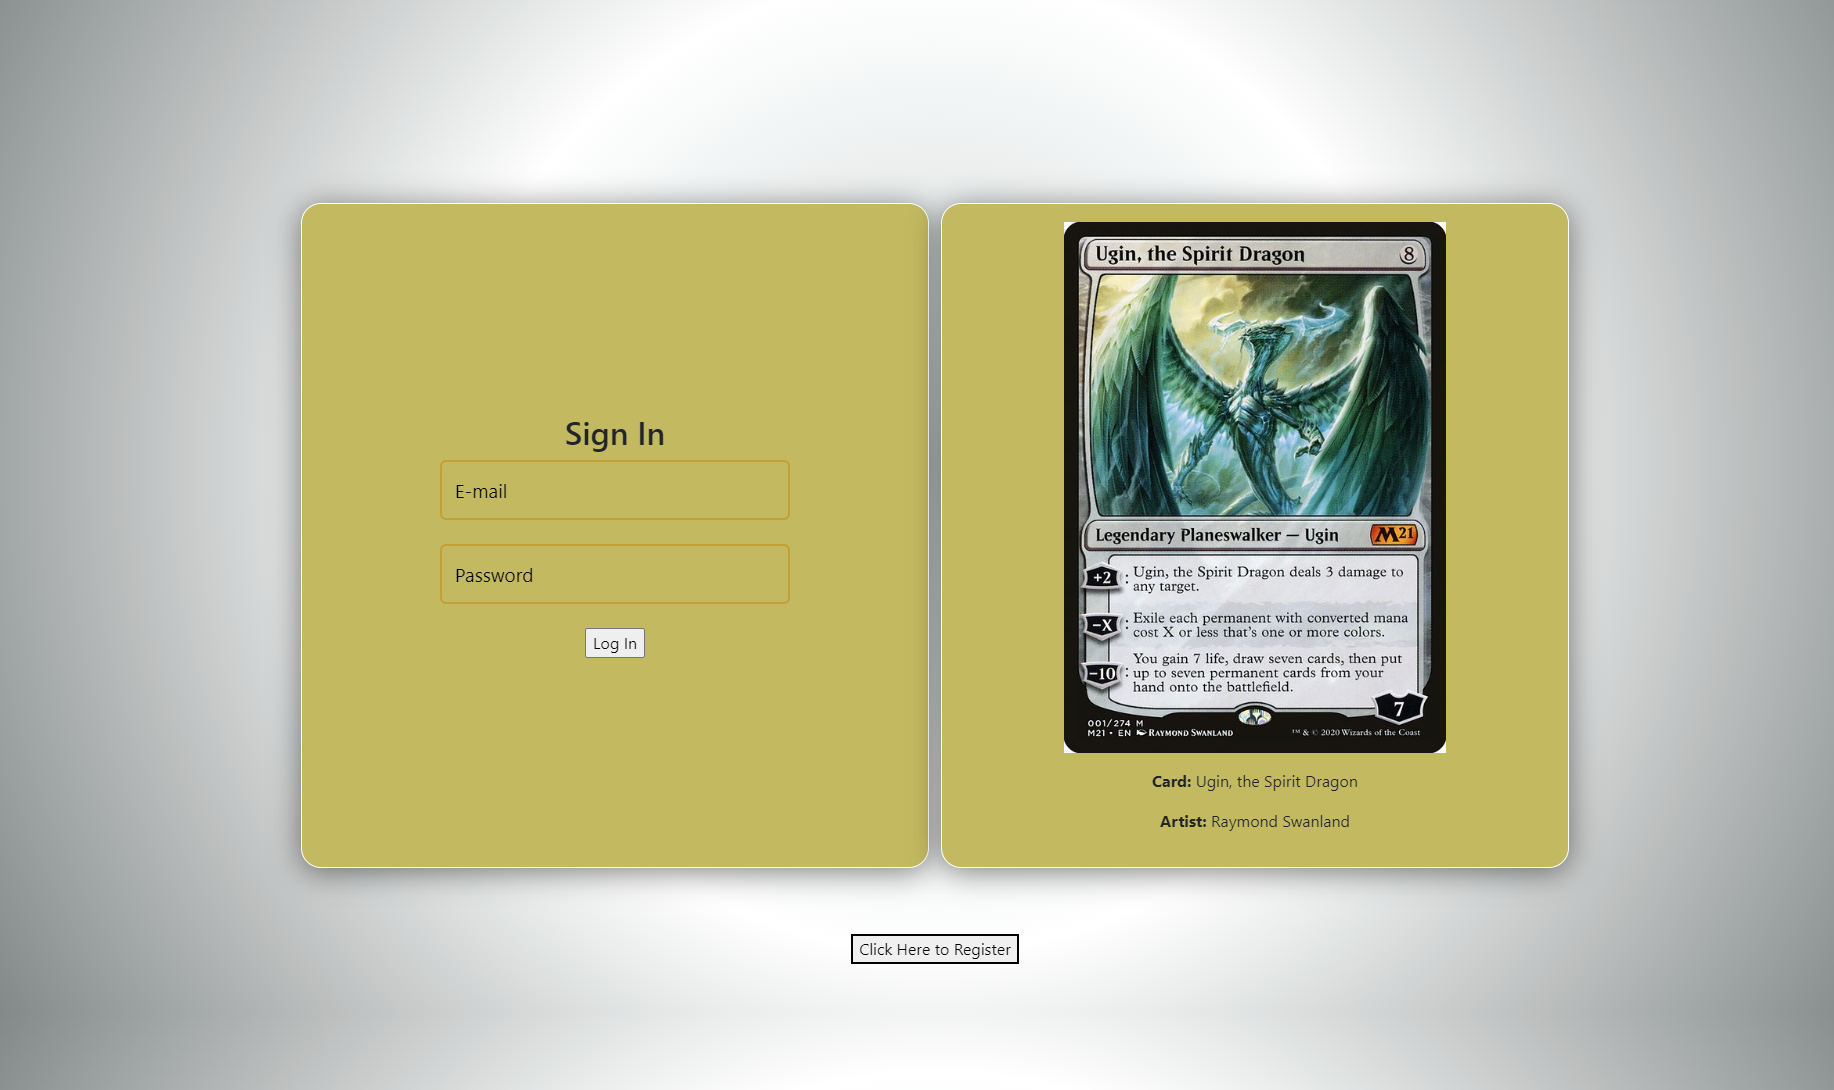 Sign In
E-mail
Password
Log In
Ugin, the Spirit Dragon 8
Legendary Planeswalker — Ugin M21
+2 : Ugin, the Spirit Dragon deals 3 damage to
any target.
−X : Exile each permanent with converted mana
cost X or less that's one or more colors.
−10 : You gain 7 life, draw seven cards, then put
up to seven permanent cards from your
hand onto the battlefield.
7
001/274 M
M21 • EN Raymond Swanland ™ & © 2020 Wizards of the Coast
Card: Ugin, the Spirit Dragon
Artist: Raymond Swanland
Click Here to Register